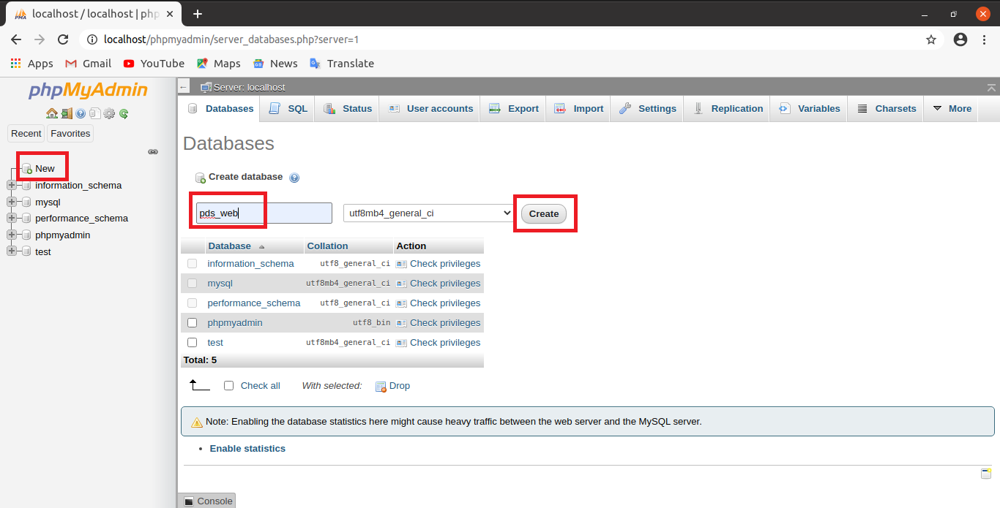 localhost / localhost | php
localhost/phpmyadmin/server_databases.php?server=1
Apps Gmail YouTube Maps News Translate
phpMyAdmin
Recent Favorites
New
information_schema
mysql
performance_schema
phpmyadmin
test
Server: localhost
Databases SQL Status User accounts Export Import Settings Replication Variables Charsets More
Databases
Create database
pds_web utf8mb4_general_ci Create
Database Collation Action
information_schema utf8_general_ci Check privileges
mysql utf8mb4_general_ci Check privileges
performance_schema utf8_general_ci Check privileges
phpmyadmin utf8_bin Check privileges
test utf8mb4_general_ci Check privileges
Total: 5
Check all With selected: Drop
Note: Enabling the database statistics here might cause heavy traffic between the web server and the MySQL server.
Enable statistics
Console